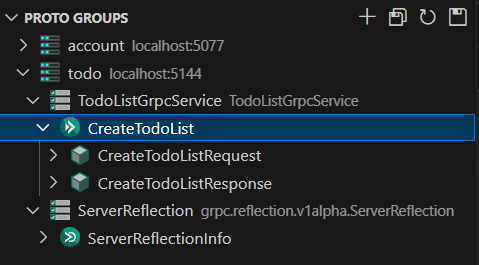 PROTO GROUPS
account localhost:5077
todo localhost:5144
TodoListGrpcService TodoListGrpcService
CreateTodoList
CreateTodoListRequest
CreateTodoListResponse
ServerReflection grpc.reflection.v1alpha.ServerReflection
ServerReflectionInfo